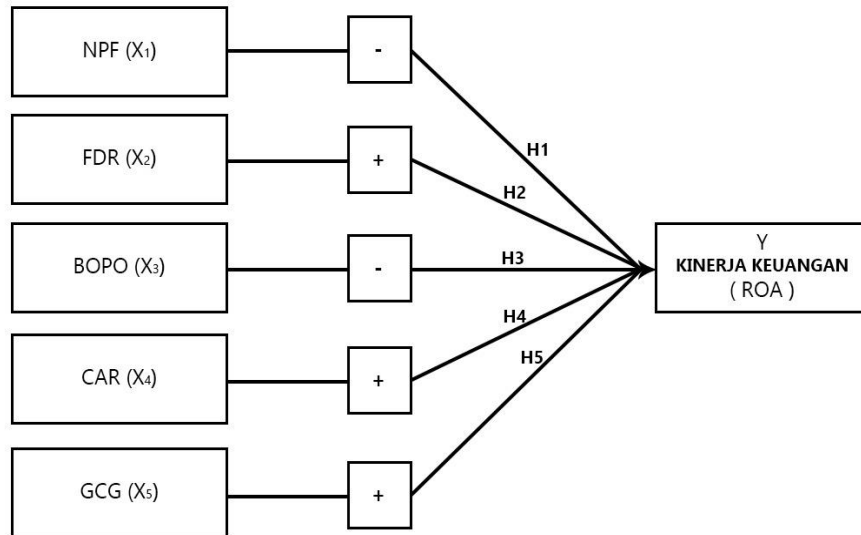 NPF (X₁)
-
H1
FDR (X₂)
+
H2
BOPO (X₃)
-
H3
Y
KINERJA KEUANGAN
( ROA )
CAR (X₄)
+
H4
H5
GCG (X₅)
+